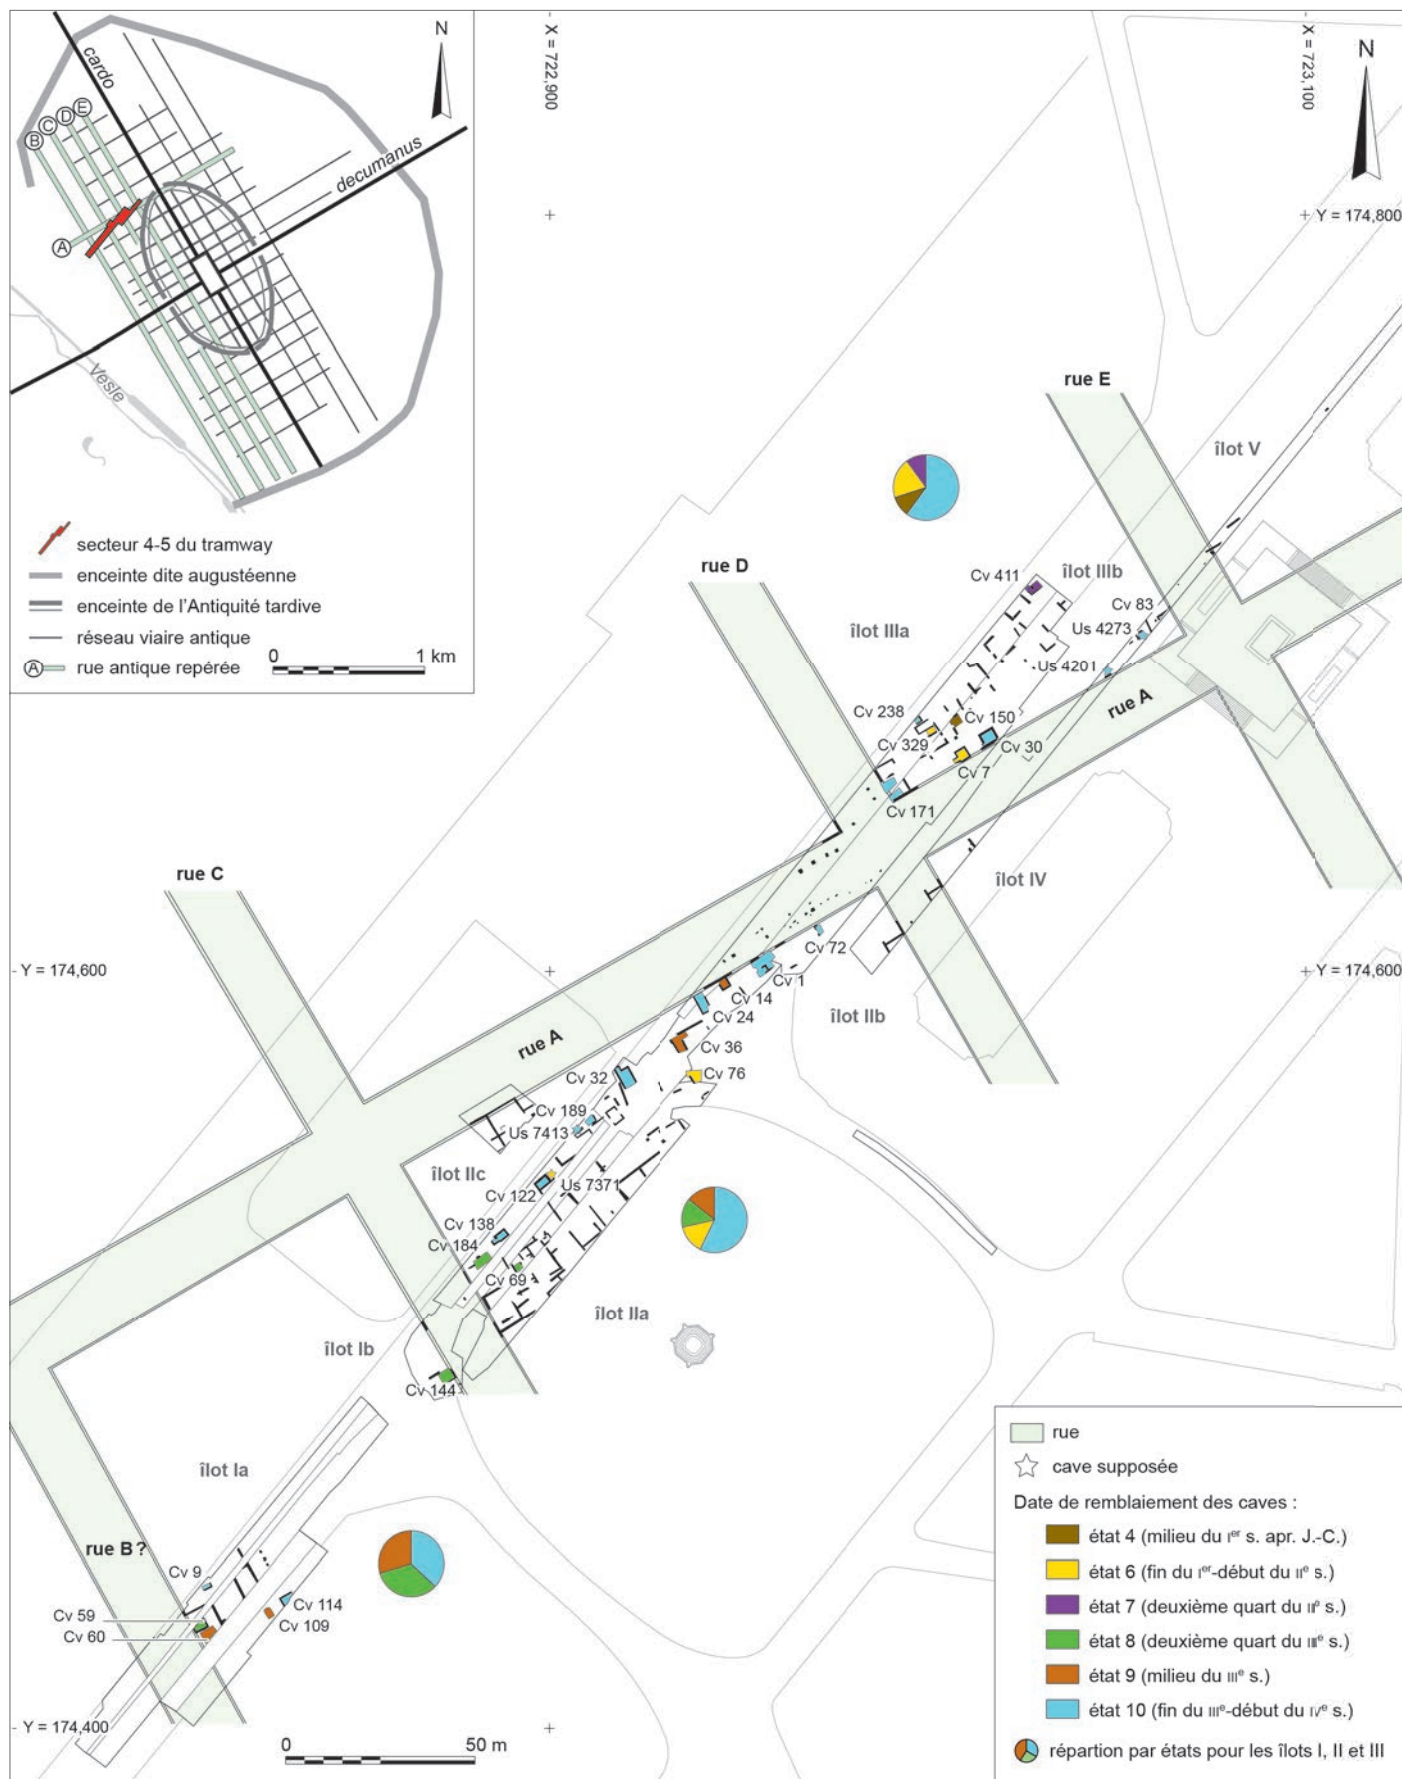 N
cardo
decumanus
Vesle
A
B
C
D
E
secteur 4-5 du tramway
enceinte dite augustéenne
enceinte de l'Antiquité tardive
réseau viaire antique
A rue antique repérée
0 1 km
X = 722,900
X = 723,100
N
Y = 174,800
rue E
îlot V
rue D
Cv 411
îlot IIIb
Cv 83
Us 4273
îlot IIIa
Us 4201
rue A
Cv 238
Cv 150
Cv 329
Cv 30
Cv 7
Cv 171
rue C
îlot IV
Cv 72
Y = 174,600
Y = 174,600
Cv 1
Cv 14
Cv 24
îlot IIb
rue A
Cv 36
Cv 32
Cv 76
Cv 189
Us 7413
îlot IIc
Us 7371
Cv 122
Cv 138
Cv 184
Cv 69
îlot IIa
îlot Ib
Cv 144
îlot Ia
rue B ?
Cv 9
Cv 59
Cv 60
Cv 114
Cv 109
Y = 174,400
0 50 m
rue
cave supposée
Date de remblaiement des caves :
état 4 (milieu du Ier s. apr. J.-C.)
état 6 (fin du Ier-début du IIe s.)
état 7 (deuxième quart du IIe s.)
état 8 (deuxième quart du IIIe s.)
état 9 (milieu du IIIe s.)
état 10 (fin du IIIe-début du IVe s.)
répartion par états pour les îlots I, II et III